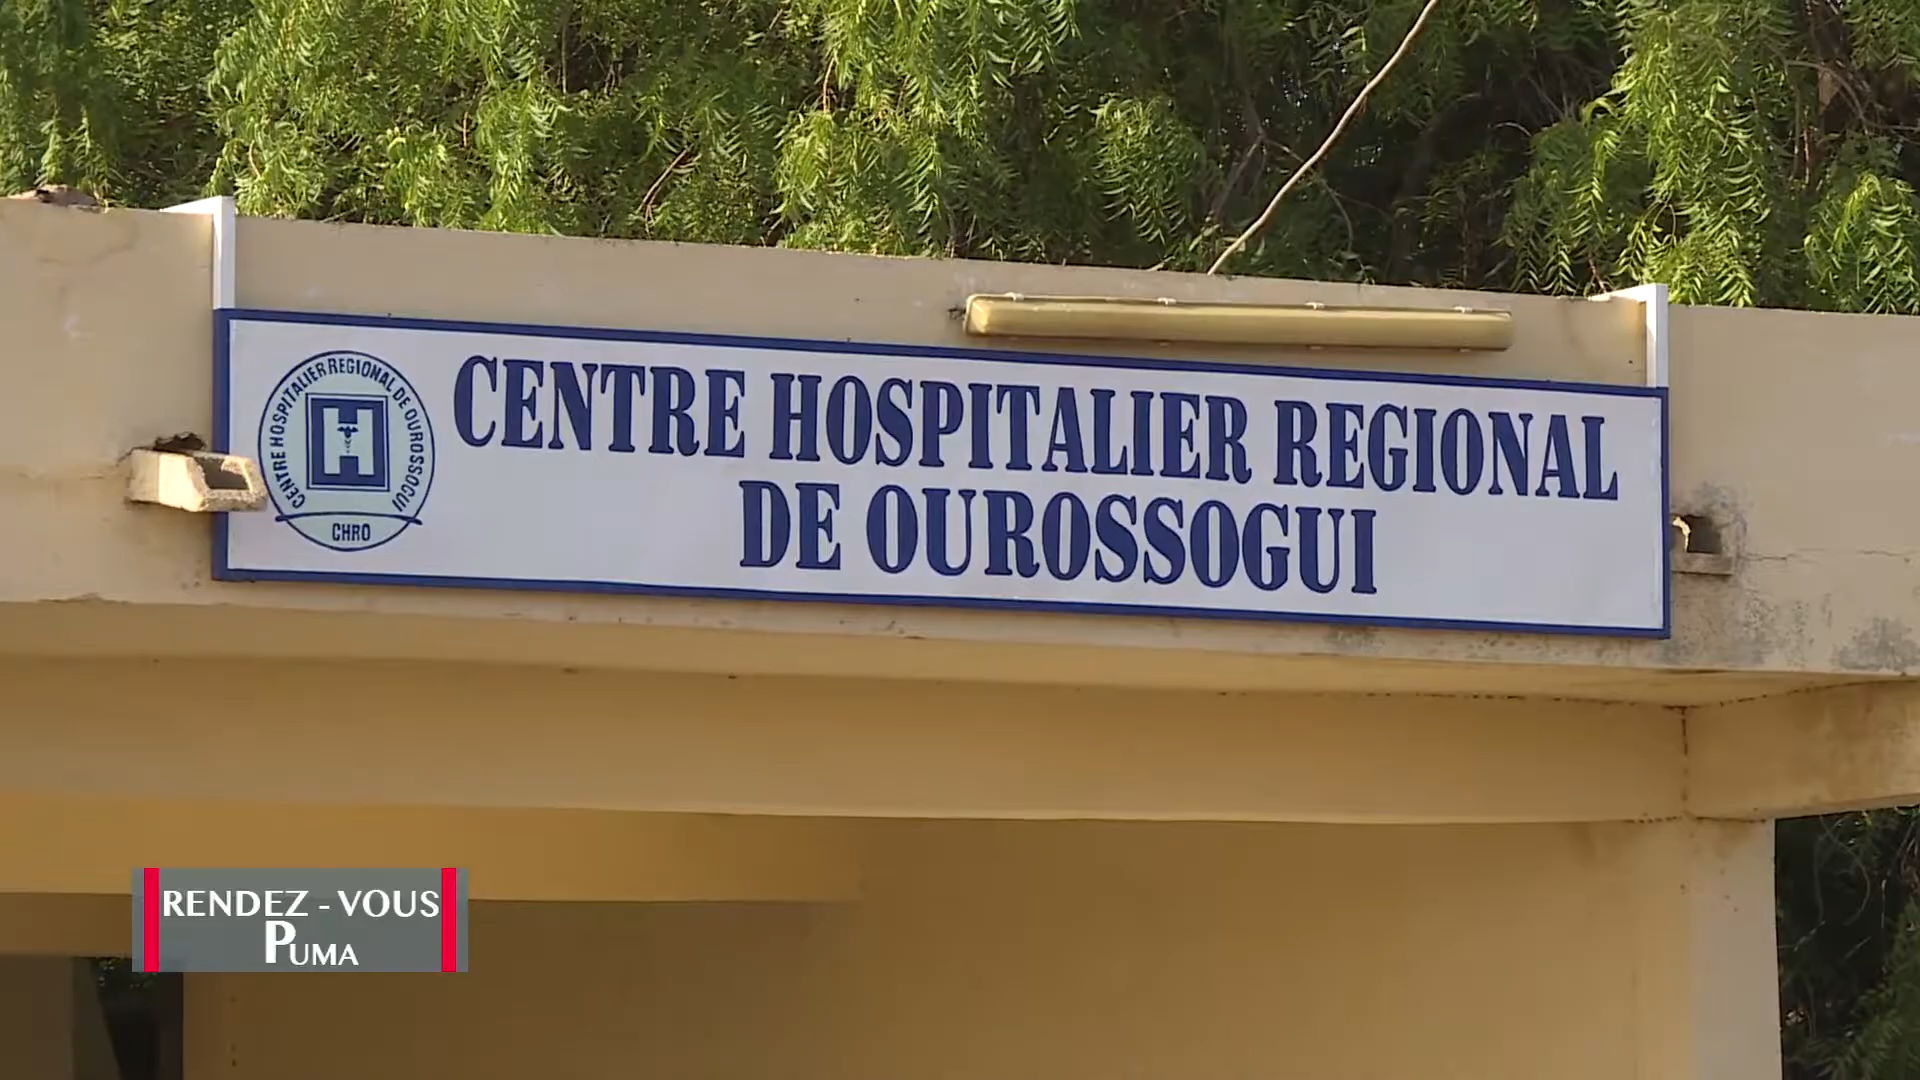 CENTRE HOSPITALIER REGIONAL DE OUROSSOGUI
H
CHRO
CENTRE HOSPITALIER REGIONAL
DE OUROSSOGUI
RENDEZ - VOUS
PUMA